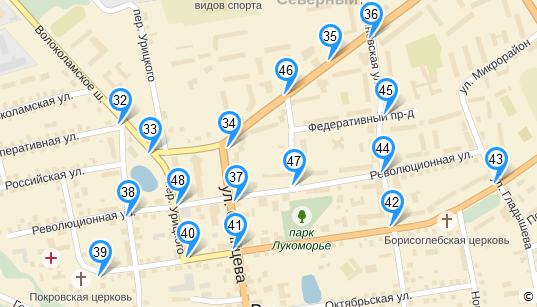 видов спорта
Северный
36
35
пер. Урицкого
Волоколамское ш.
ул. Микрорайон
46
45
32
34
Федеративный пр-д
33
44
43
47
Революционная ул.
Российская ул.
37
48
38
ул.
Революционная ул.
пер. Урицкого
42
41
парк
Лукоморье
40
Борисоглебская церковь
ул. Гладышева
39
Покровская церковь
Октябрьская ул.
©